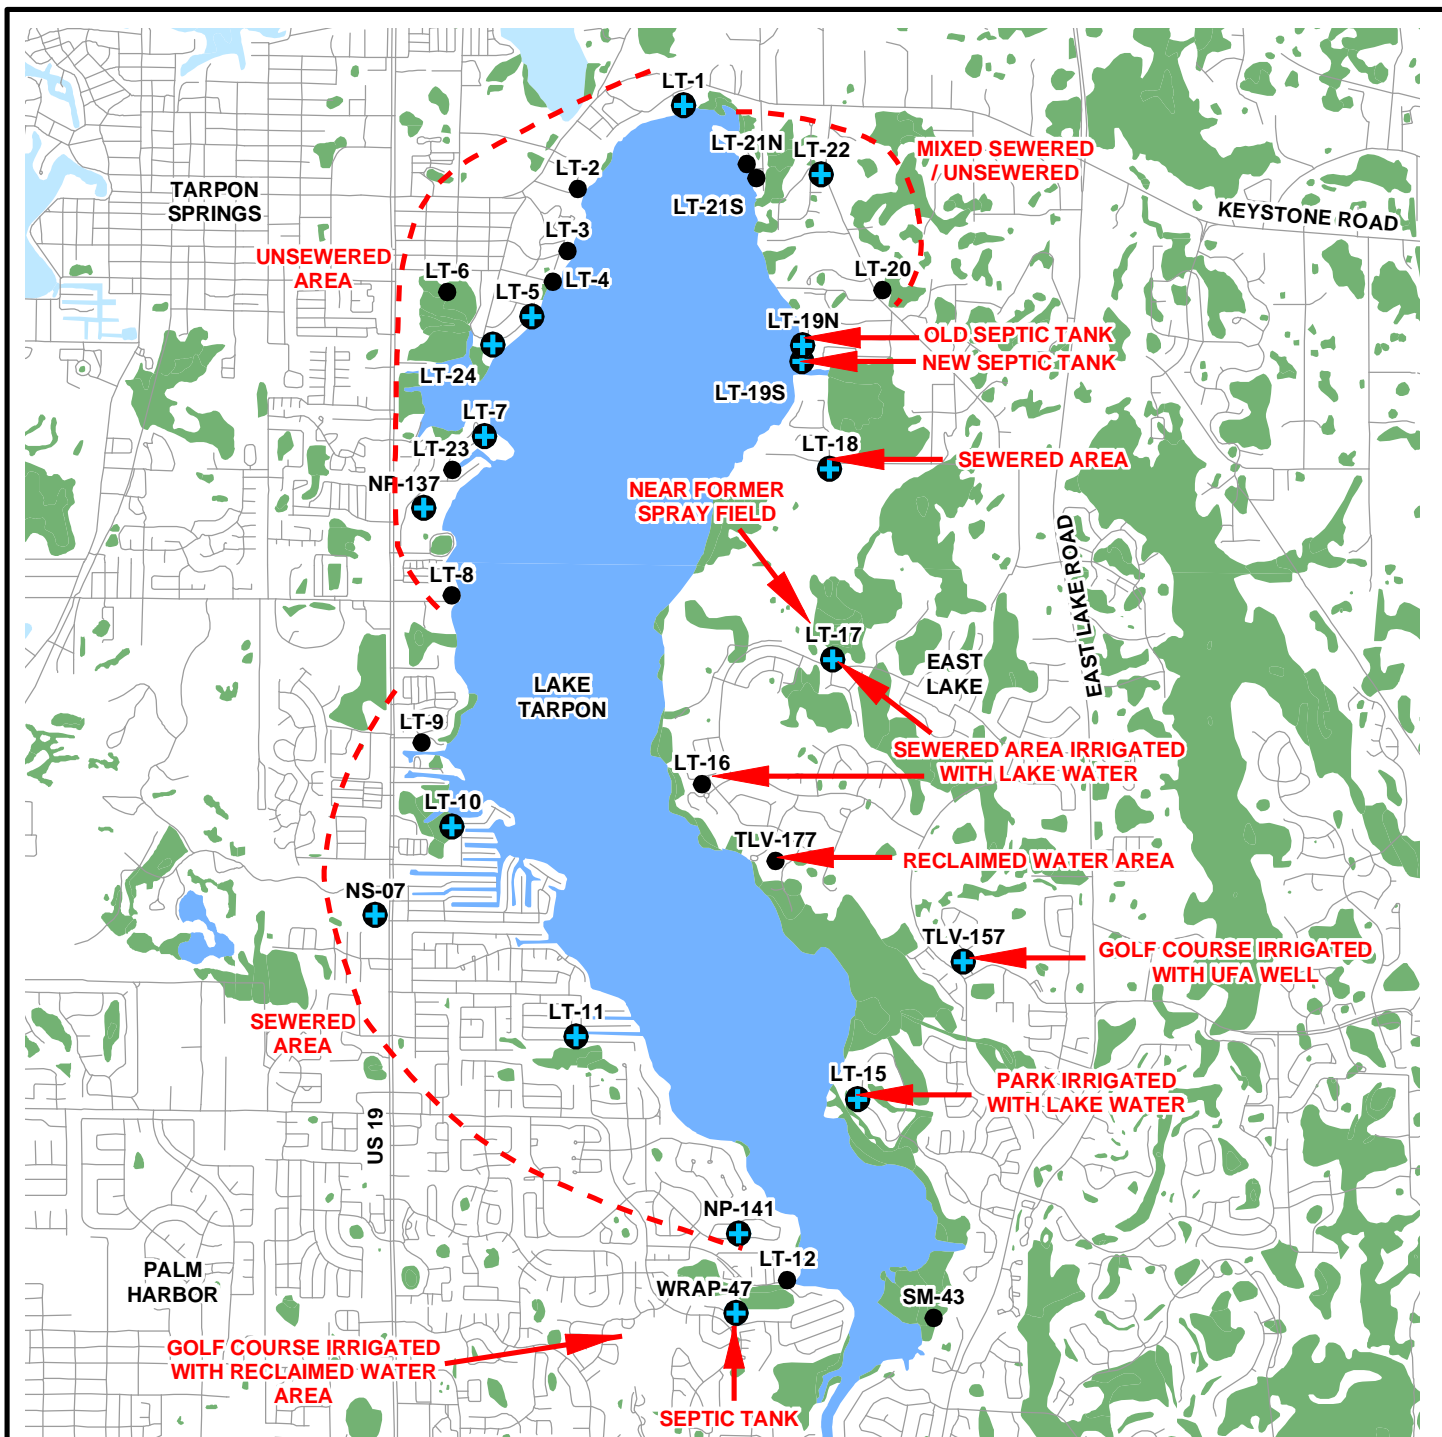 LT-1
LT-21N
LT-22
MIXED SEWERED
/ UNSEWERED
LT-2
TARPON
SPRINGS
LT-21S
KEYSTONE ROAD
LT-3
UNSEWERED
AREA
LT-6
LT-4
LT-20
LT-5
LT-19N
OLD SEPTIC TANK
NEW SEPTIC TANK
LT-24
LT-19S
LT-7
LT-23
LT-18
SEWERED AREA
NP-137
NEAR FORMER
SPRAY FIELD
LT-8
EAST LAKE ROAD
LT-17
EAST
LAKE
LAKE
TARPON
LT-9
SEWERED AREA IRRIGATED
WITH LAKE WATER
LT-16
LT-10
TLV-177
RECLAIMED WATER AREA
NS-07
TLV-157
GOLF COURSE IRRIGATED
WITH UFA WELL
LT-11
SEWERED
AREA
LT-15
PARK IRRIGATED
WITH LAKE WATER
US 19
NP-141
LT-12
PALM
HARBOR
WRAP-47
SM-43
GOLF COURSE IRRIGATED
WITH RECLAIMED WATER
AREA
SEPTIC TANK